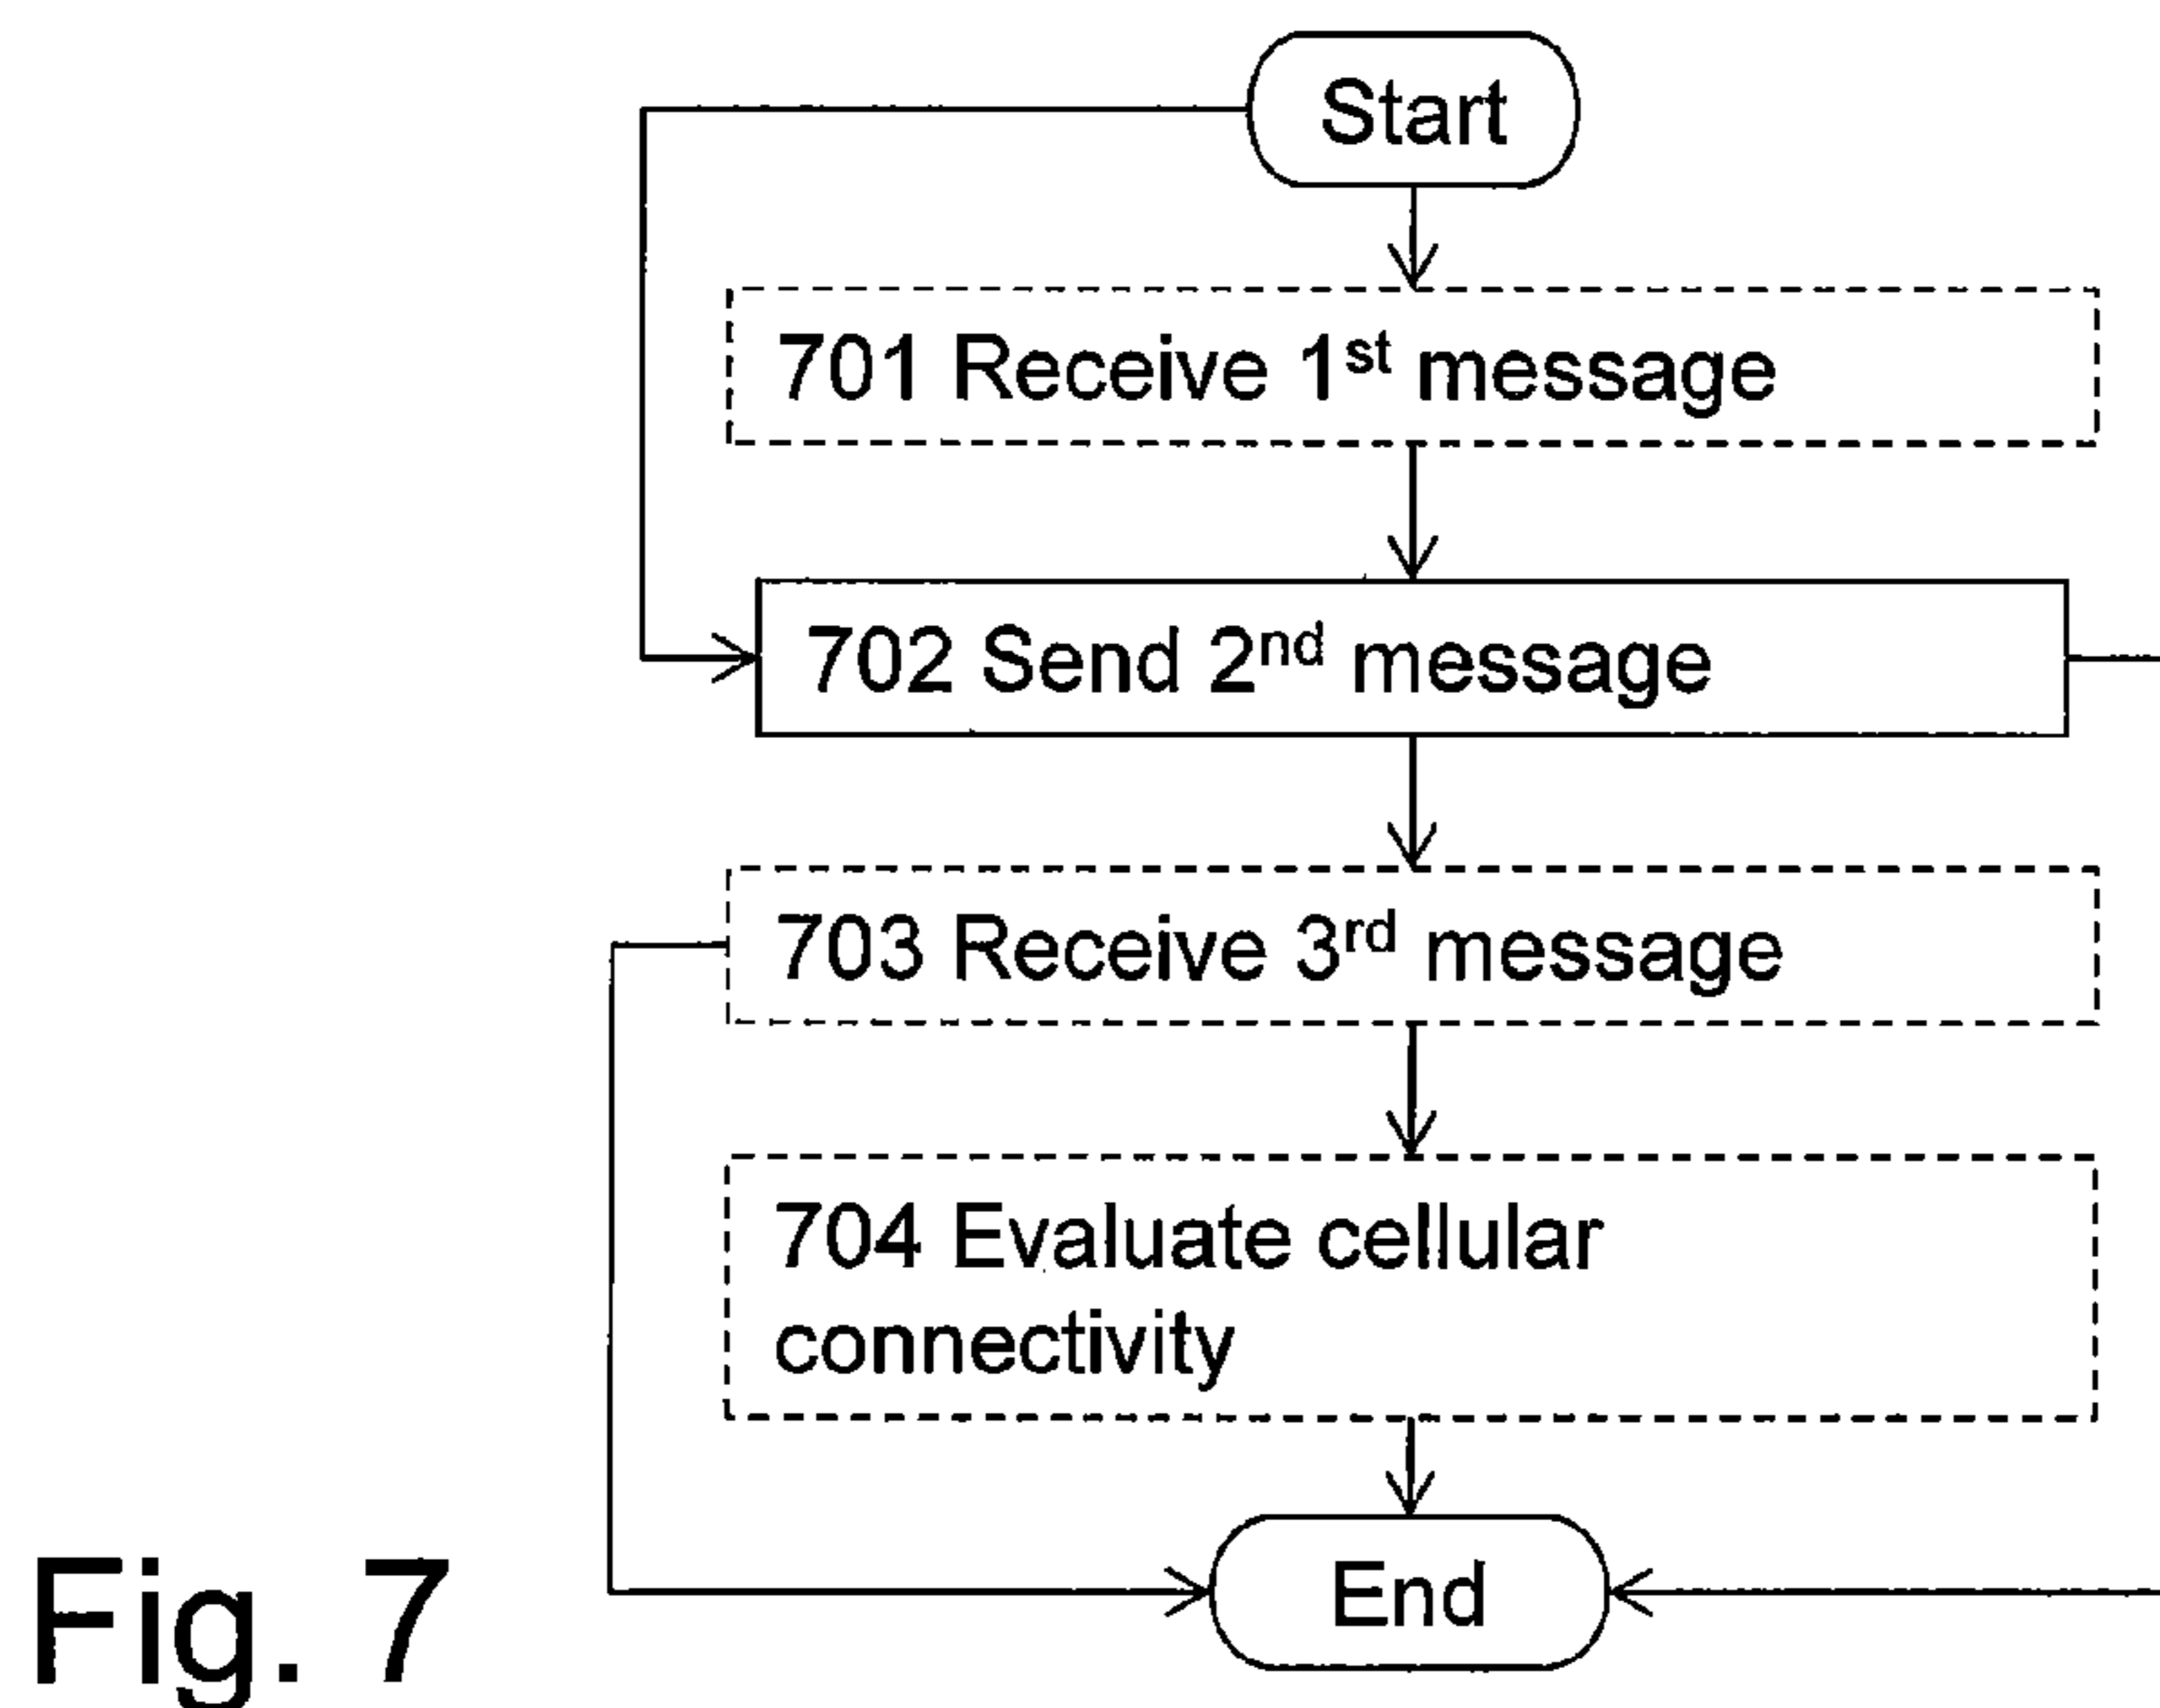 Start
701 Receive 1st message
702 Send 2nd message
703 Receive 3rd message
704 Evaluate cellular
connectivity
End
Fig. 7